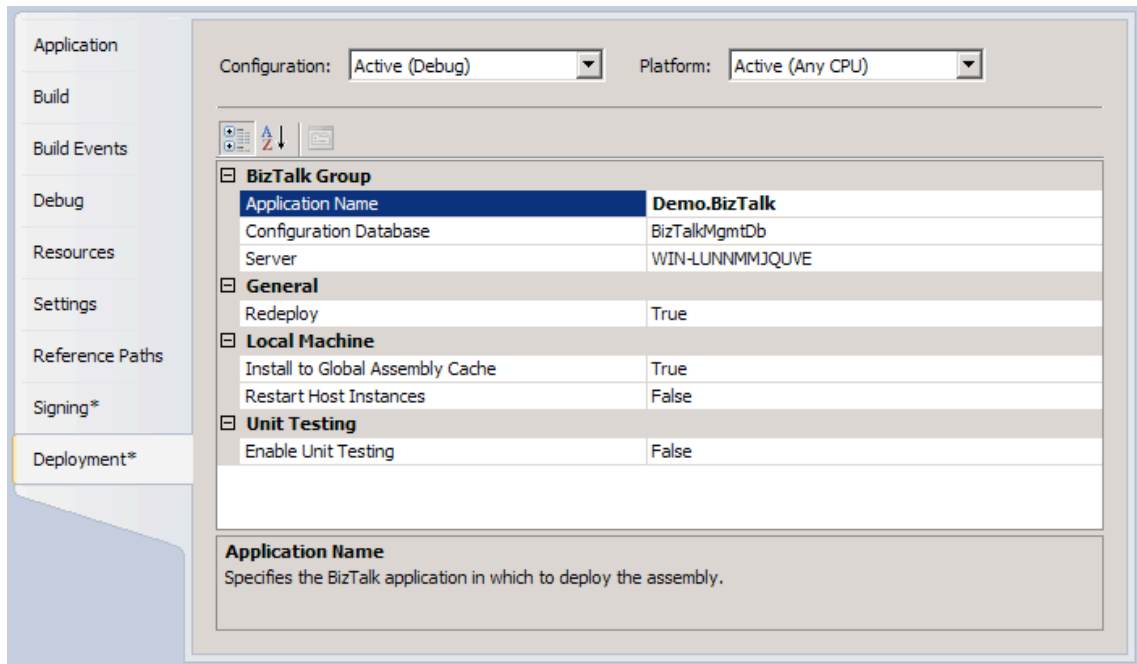 Application
Build
Build Events
Debug
Resources
Settings
Reference Paths
Signing*
Deployment*
Configuration: Active (Debug) Platform: Active (Any CPU)
BizTalk Group
Application Name Demo.BizTalk
Configuration Database BizTalkMgmtDb
Server WIN-LUNNMMJQUVE
General
Redeploy True
Local Machine
Install to Global Assembly Cache True
Restart Host Instances False
Unit Testing
Enable Unit Testing False
Application Name
Specifies the BizTalk application in which to deploy the assembly.